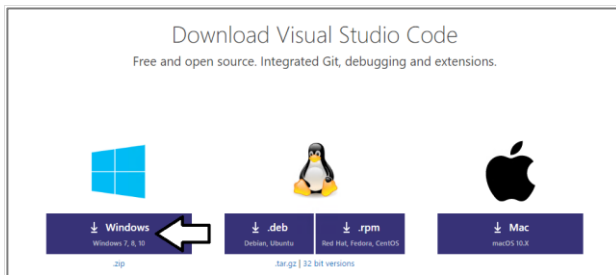 Download Visual Studio Code
Free and open source. Integrated Git, debugging and extensions.
Windows
Windows 7, 8, 10
.zip
.deb
Debian, Ubuntu
.rpm
Red Hat, Fedora, CentOS
.tar.gz | 32 bit versions
Mac
macOS 10.X